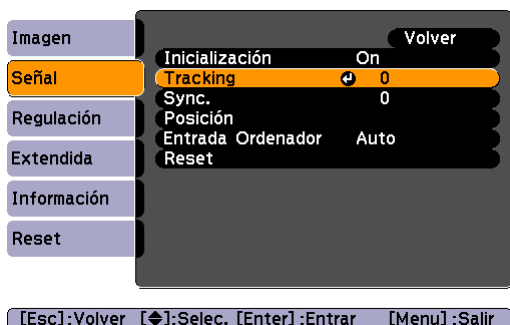 Imagen
Señal
Regulación
Extendida
Información
Reset
Volver
Inicialización On
Tracking 0
Sync. 0
Posición
Entrada Ordenador Auto
Reset
[Esc]:Volver [◆]:Selec. [Enter]:Entrar [Menu]:Salir